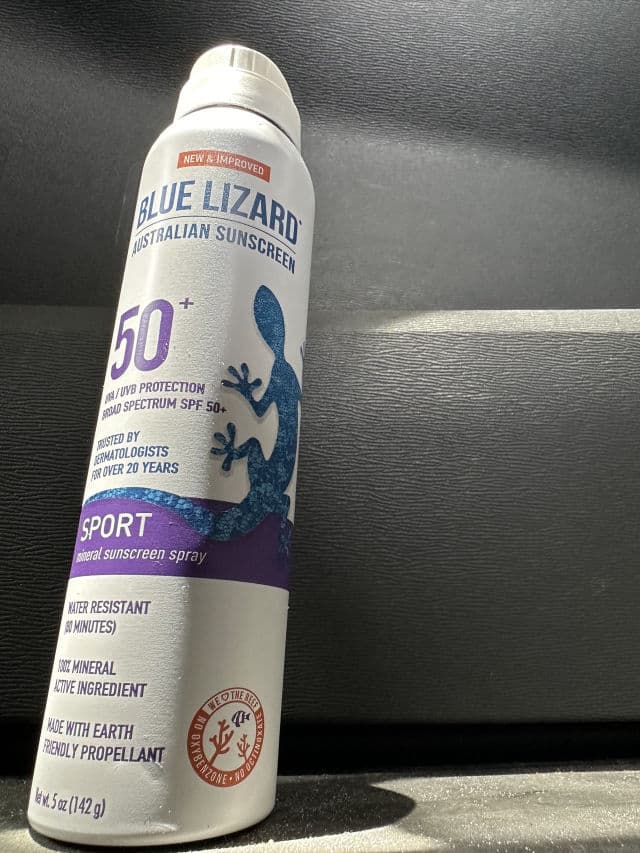 NEW & IMPROVED
BLUE LIZARD
AUSTRALIAN SUNSCREEN
50+
UVA / UVB PROTECTION
BROAD SPECTRUM SPF 50+
TRUSTED BY
DERMATOLOGISTS
FOR OVER 20 YEARS
SPORT
mineral sunscreen spray
WATER RESISTANT
(80 MINUTES)
100% MINERAL
ACTIVE INGREDIENT
MADE WITH EARTH
FRIENDLY PROPELLANT
WE THE REEF
NO OXYBENZONE • NO OCTINOXATE
Net wt. 5 oz (142 g)